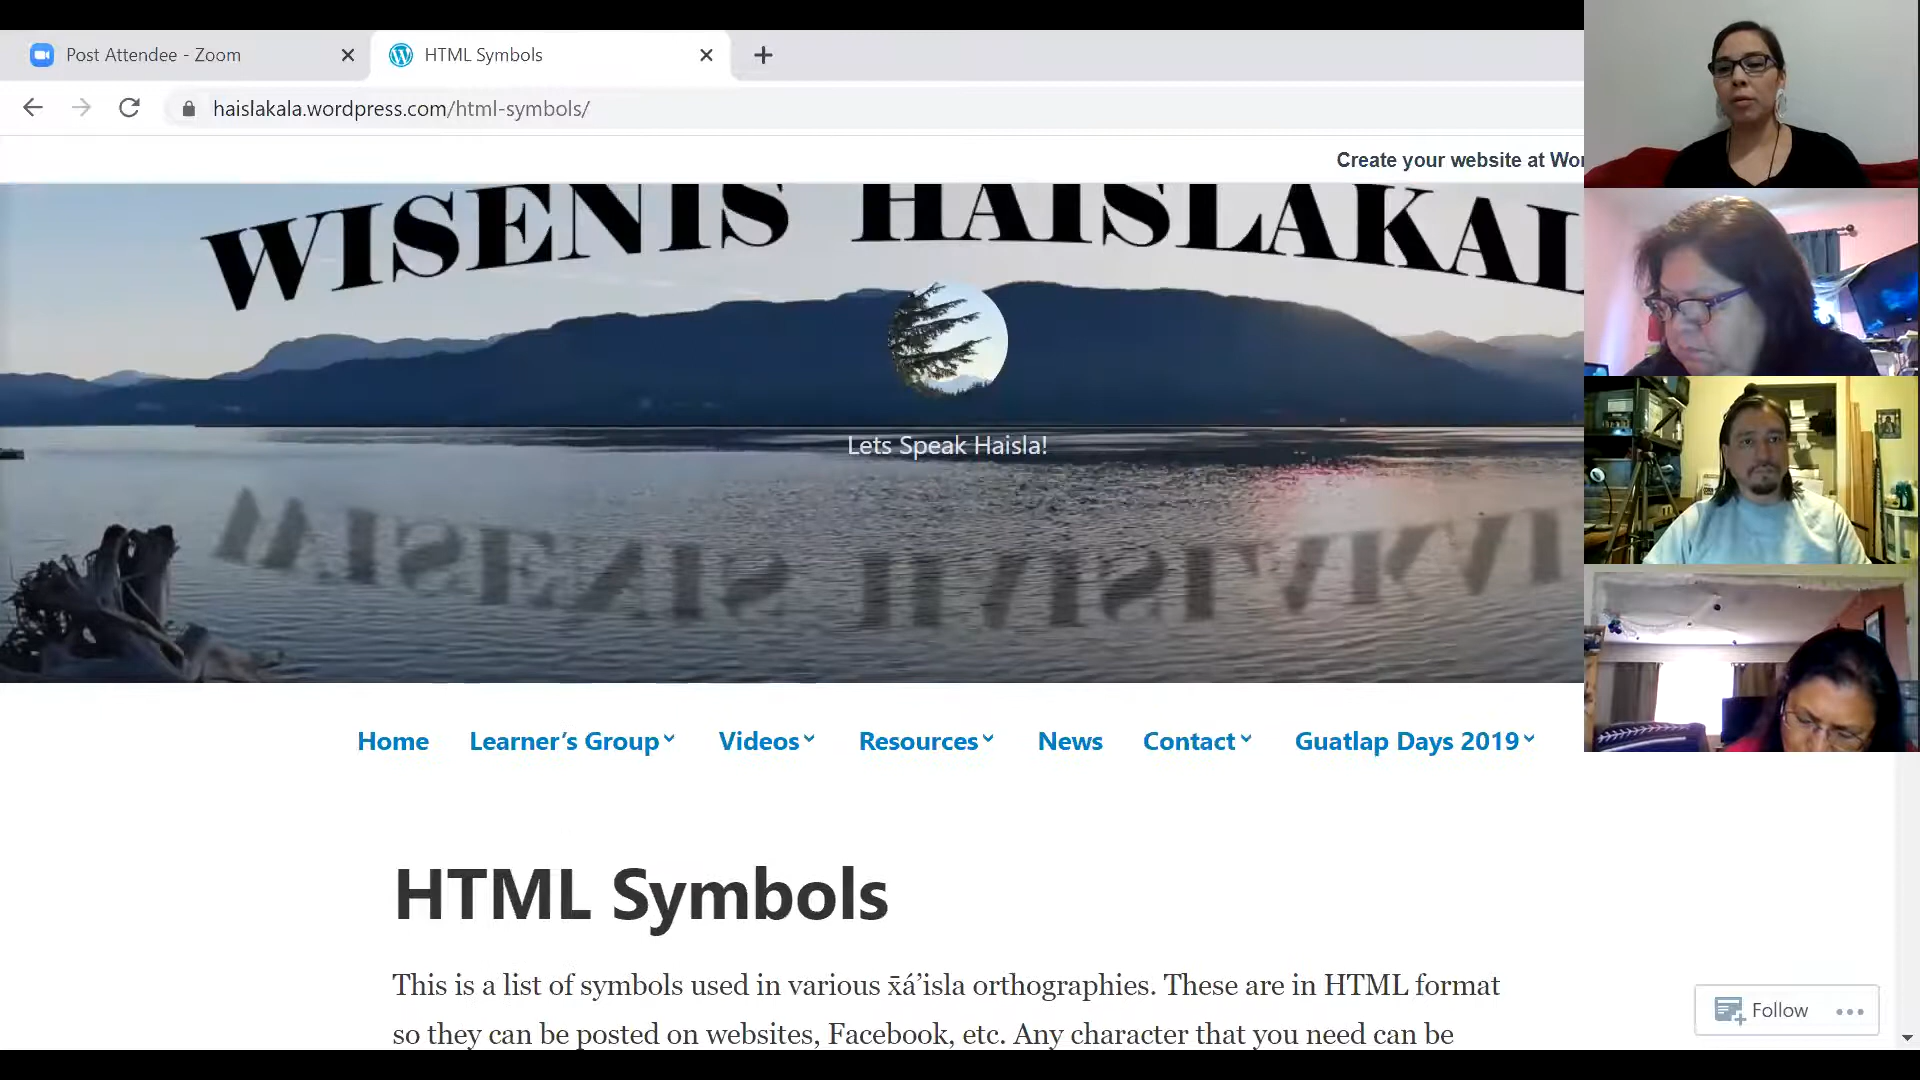 Post Attendee - Zoom
HTML Symbols
haislakala.wordpress.com/html-symbols/
Create your website at
WISENIS HAISLAKAL
Lets Speak Haisla!
Home Learner's Group Videos Resources News Contact Guatlap Days 2019
HTML Symbols
This is a list of symbols used in various x̄á’isla orthographies. These are in HTML format
so they can be posted on websites, Facebook, etc. Any character that you need can be
Follow